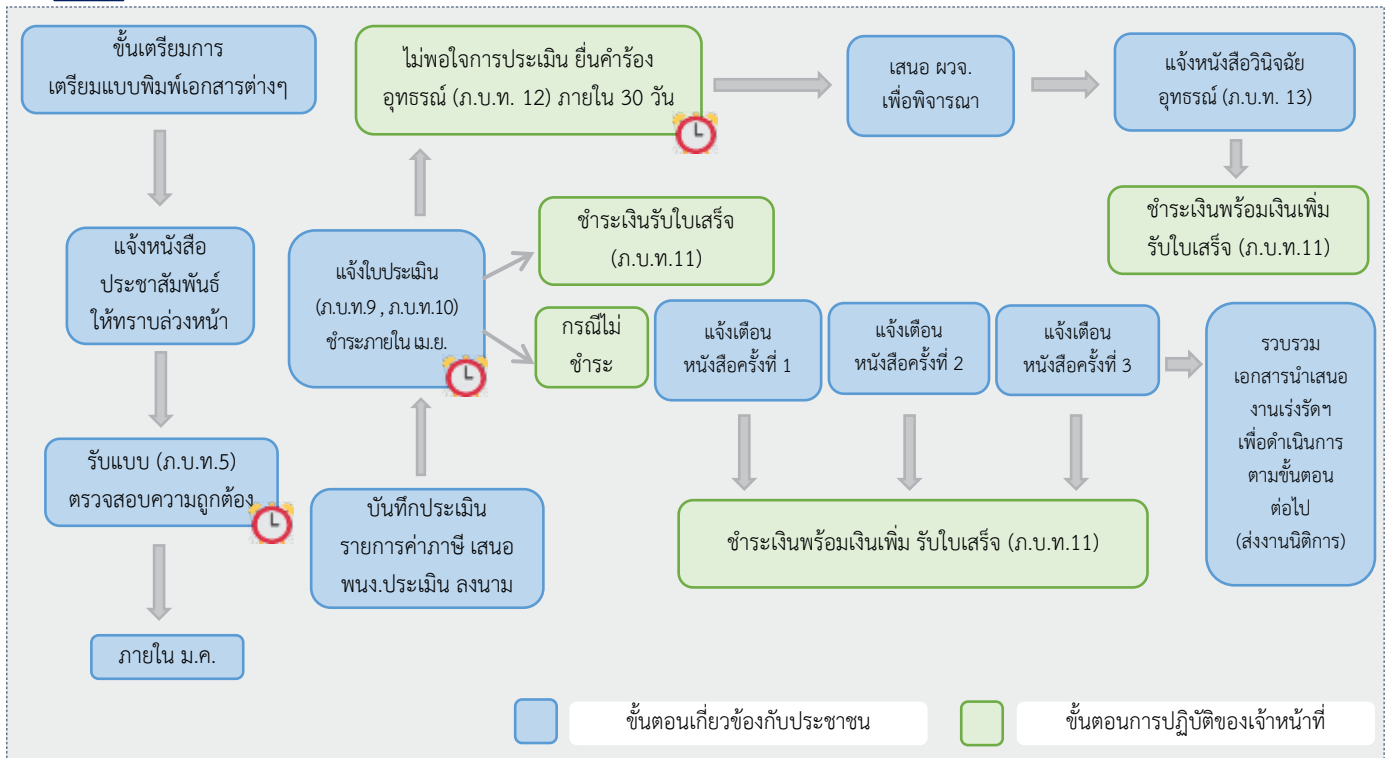 ขั้นเตรียมการ
เตรียมแบบพิมพ์เอกสารต่างๆ
แจ้งหนังสือ
ประชาสัมพันธ์
ให้ทราบล่วงหน้า
รับแบบ (ภ.บ.ท.5)
ตรวจสอบความถูกต้อง
ภายใน ม.ค.
บันทึกประเมิน
รายการค่าภาษี เสนอ
พนง.ประเมิน ลงนาม
แจ้งใบประเมิน
(ภ.บ.ท.9 , ภ.บ.ท.10)
ชำระภายใน เม.ย.
ไม่พอใจการประเมิน ยื่นคำร้อง
อุทธรณ์ (ภ.บ.ท. 12) ภายใน 30 วัน
เสนอ ผวจ.
เพื่อพิจารณา
แจ้งหนังสือวินิจฉัย
อุทธรณ์ (ภ.บ.ท. 13)
ชำระเงินพร้อมเงินเพิ่ม
รับใบเสร็จ (ภ.บ.ท.11)
ชำระเงินรับใบเสร็จ
(ภ.บ.ท.11)
กรณีไม่
ชำระ
แจ้งเตือน
หนังสือครั้งที่ 1
แจ้งเตือน
หนังสือครั้งที่ 2
แจ้งเตือน
หนังสือครั้งที่ 3
รวบรวม
เอกสารนำเสนอ
งานเร่งรัดฯ
เพื่อดำเนินการ
ตามขั้นตอน
ต่อไป
(ส่งงานนิติการ)
ชำระเงินพร้อมเงินเพิ่ม รับใบเสร็จ (ภ.บ.ท.11)
ขั้นตอนเกี่ยวข้องกับประชาชน
ขั้นตอนการปฏิบัติของเจ้าหน้าที่